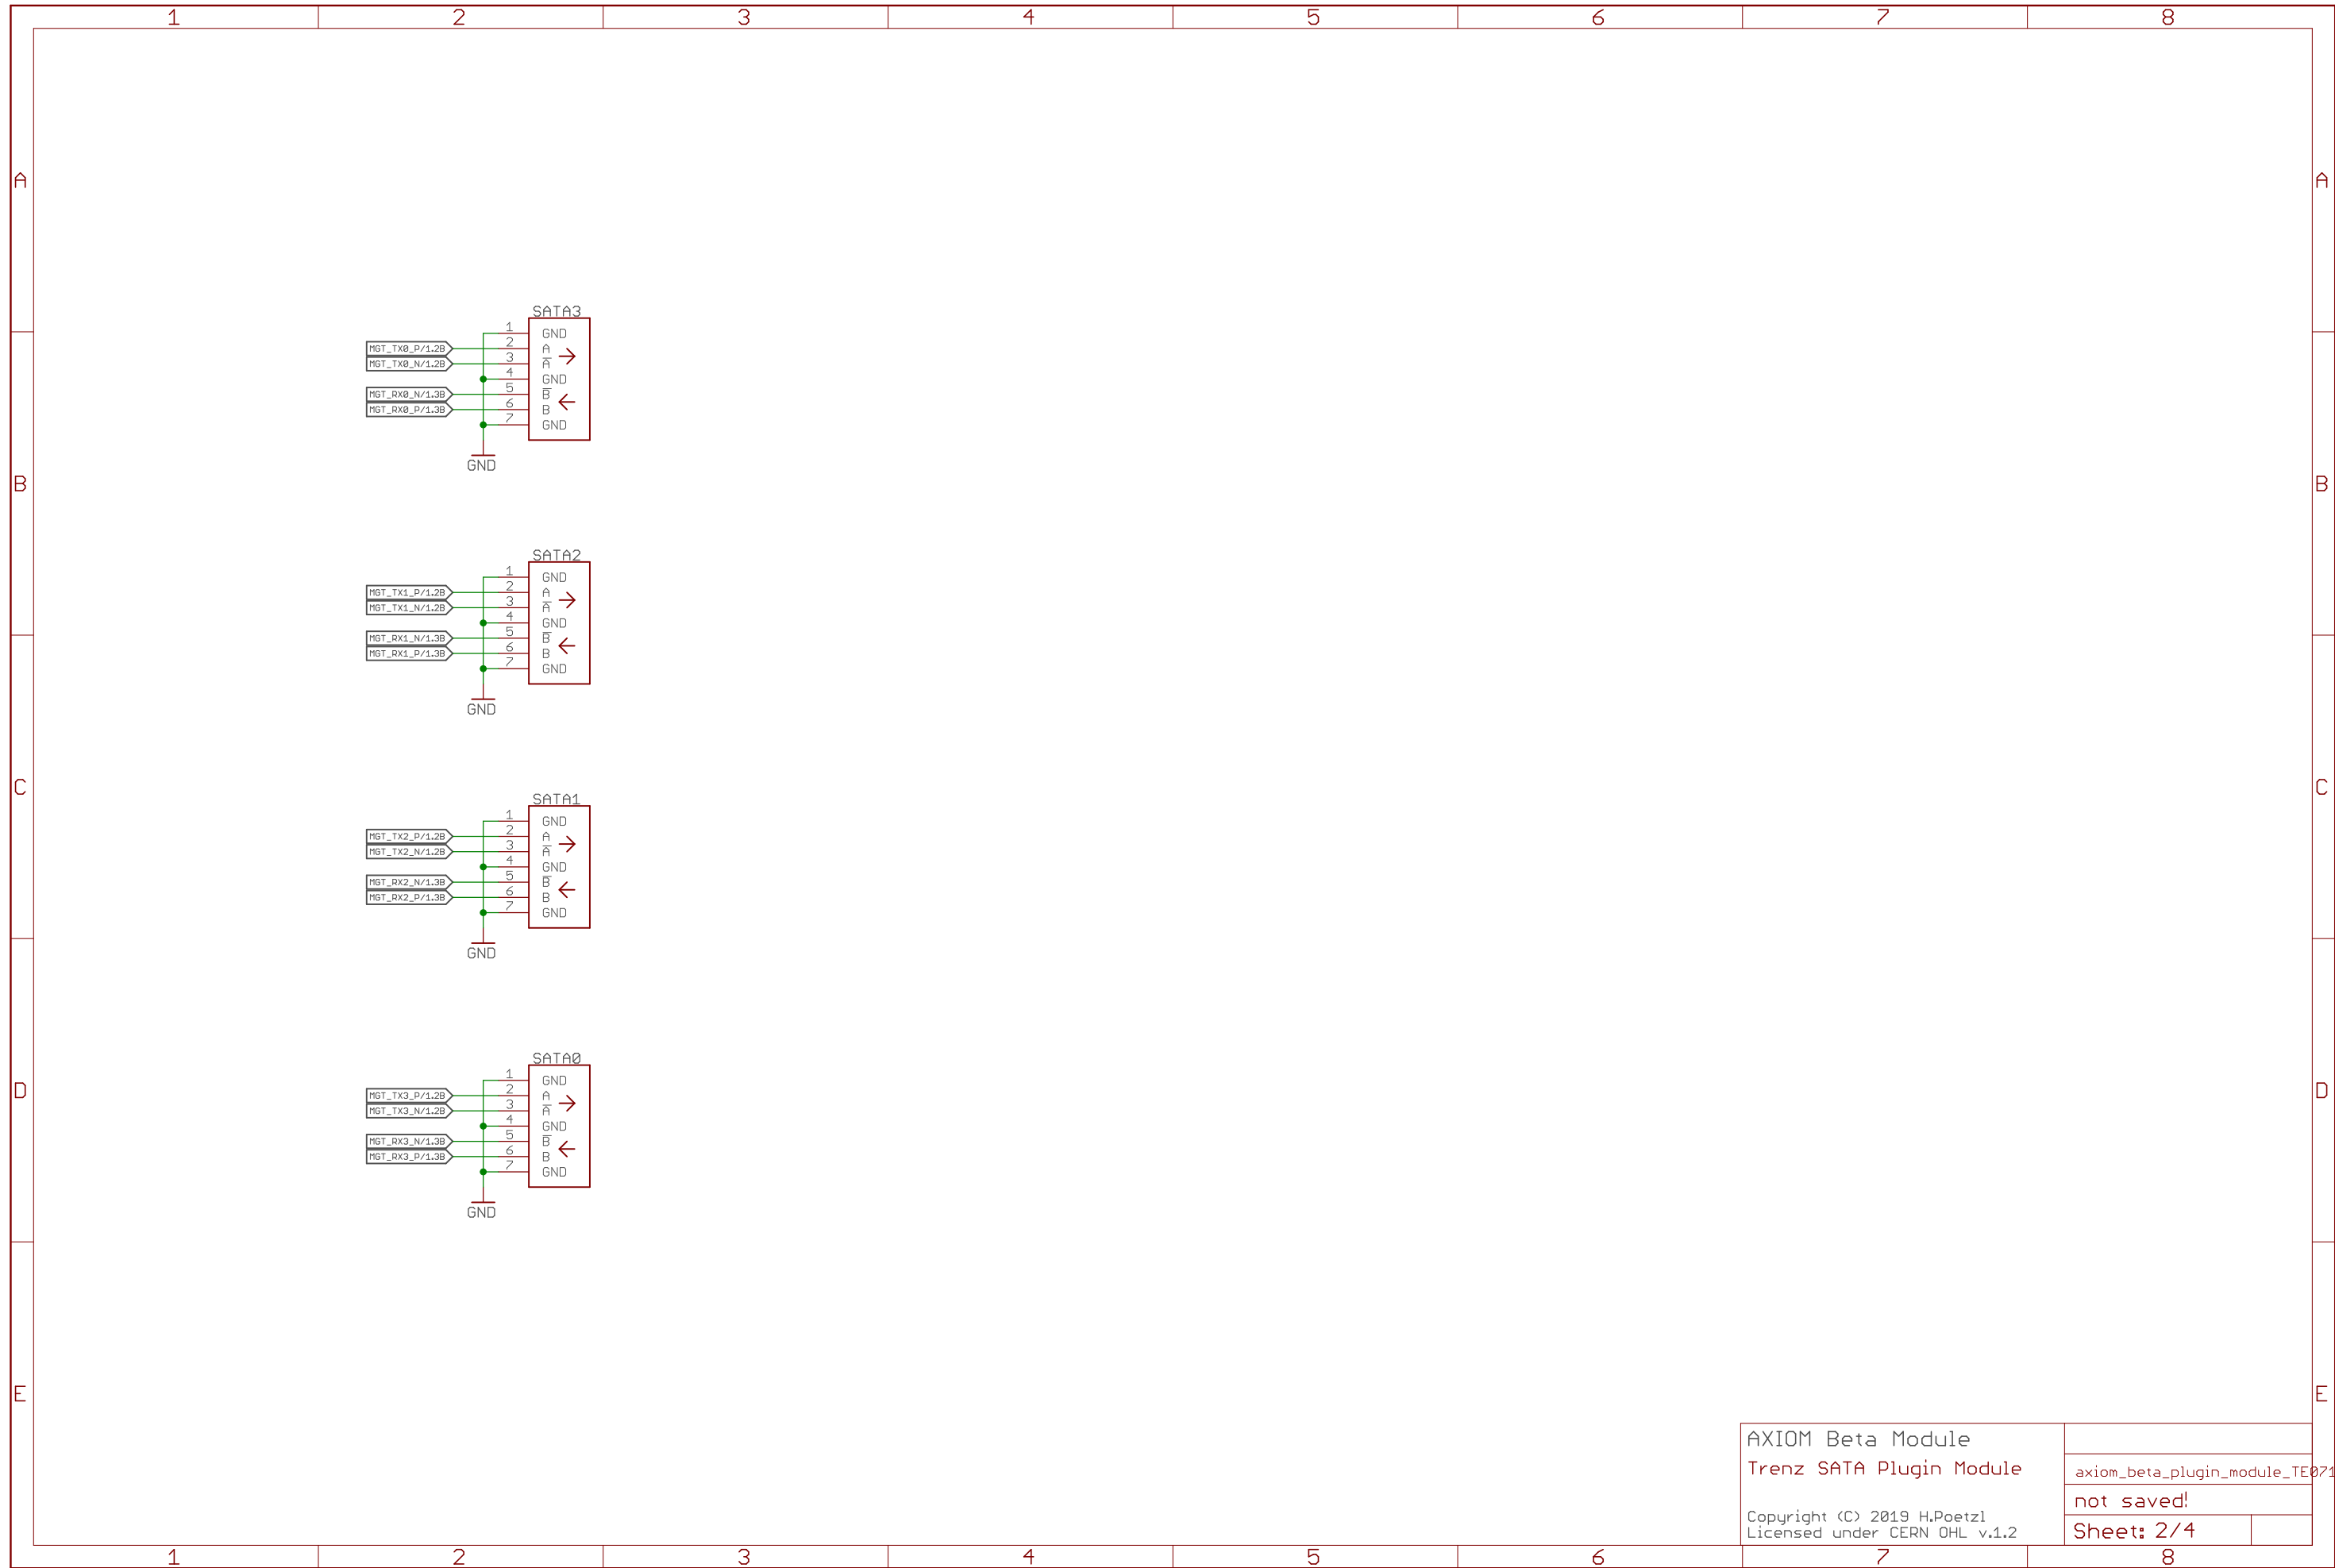 1 2 3 4 5 6 7 8
A A
SATA3
1 GND
MGT_TX0_P/1.2B 2 A
MGT_TX0_N/1.2B 3 A
4 GND
MGT_RX0_N/1.3B 5 B
MGT_RX0_P/1.3B 6 B
7 GND
GND
B B
SATA2
1 GND
MGT_TX1_P/1.2B 2 A
MGT_TX1_N/1.2B 3 A
4 GND
MGT_RX1_N/1.3B 5 B
MGT_RX1_P/1.3B 6 B
7 GND
GND
C C
SATA1
1 GND
MGT_TX2_P/1.2B 2 A
MGT_TX2_N/1.2B 3 A
4 GND
MGT_RX2_N/1.3B 5 B
MGT_RX2_P/1.3B 6 B
7 GND
GND
SATA0
1 GND
D D
MGT_TX3_P/1.2B 2 A
MGT_TX3_N/1.2B 3 A
4 GND
MGT_RX3_N/1.3B 5 B
MGT_RX3_P/1.3B 6 B
7 GND
GND
E E
AXIOM Beta Module
Trenz SATA Plugin Module
axiom_beta_plugin_module_TE071
not saved!
Copyright (C) 2019 H.Poetzl
Licensed under CERN OHL v.1.2
Sheet: 2/4
1 2 3 4 5 6 7 8